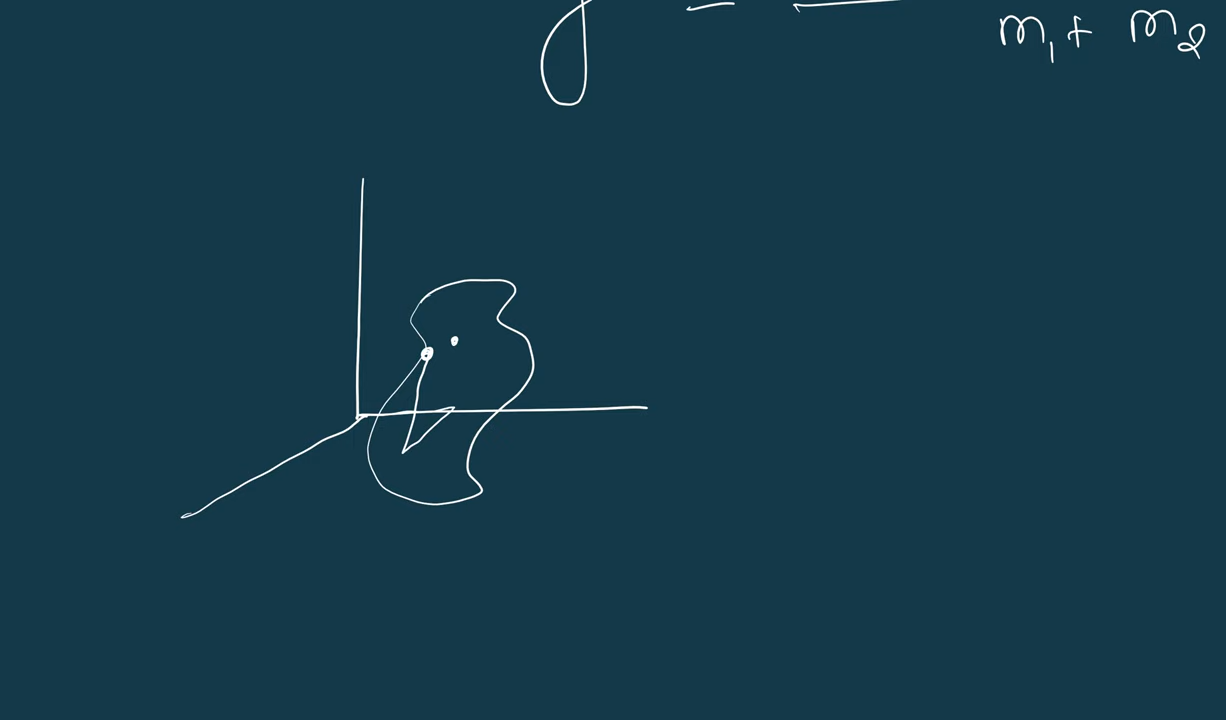 y =
m₁ + m₂